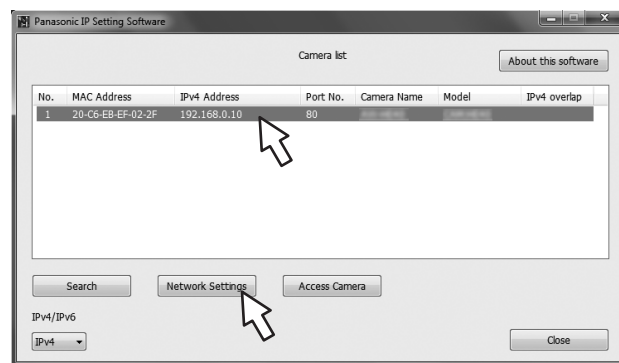 Panasonic IP Setting Software
Camera list
About this software
No. MAC Address IPv4 Address Port No. Camera Name Model IPv4 overlap
1 20-C6-EB-EF-02-2F 192.168.0.10 80
Search Network Settings Access Camera
IPv4/IPv6
IPv4 Close